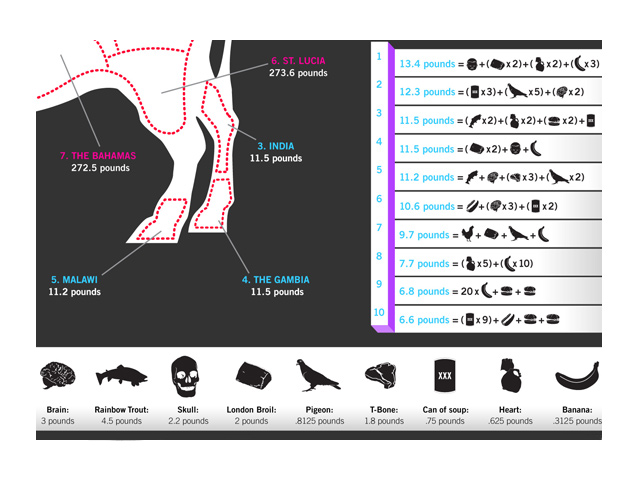 6. ST. LUCIA
273.6 pounds
7. THE BAHAMAS
272.5 pounds
3. INDIA
11.5 pounds
5. MALAWI
11.2 pounds
4. THE GAMBIA
11.5 pounds
1
13.4 pounds = +( x2)+( x2)+( x3)
2
12.3 pounds = (XXX x3)+( x5)+( x2)
3
11.5 pounds = ( x2)+( x2)+( x2)+XXX
4
11.5 pounds = ( x2)+ +
5
11.2 pounds = + +( x3)+( x2)
6
10.6 pounds = +( x3)+(XXX x2)
7
9.7 pounds = + + +
8
7.7 pounds = ( x5)+( x10)
9
6.8 pounds = 20x + +
10
6.6 pounds = (XXX x9)+ + +
XXX
Brain:
3 pounds
Rainbow Trout:
4.5 pounds
Skull:
2.2 pounds
London Broil:
2 pounds
Pigeon:
.8125 pounds
T-Bone:
1.8 pounds
Can of soup:
.75 pounds
Heart:
.625 pounds
Banana:
.3125 pounds